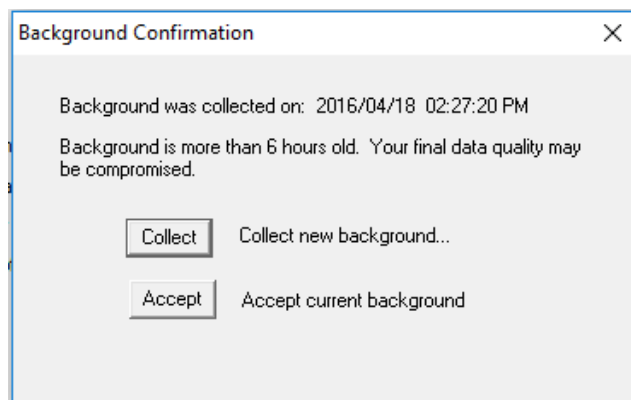 Background Confirmation
Background was collected on: 2016/04/18 02:27:20 PM
Background is more than 6 hours old. Your final data quality may
be compromised.
Collect Collect new background...
Accept Accept current background